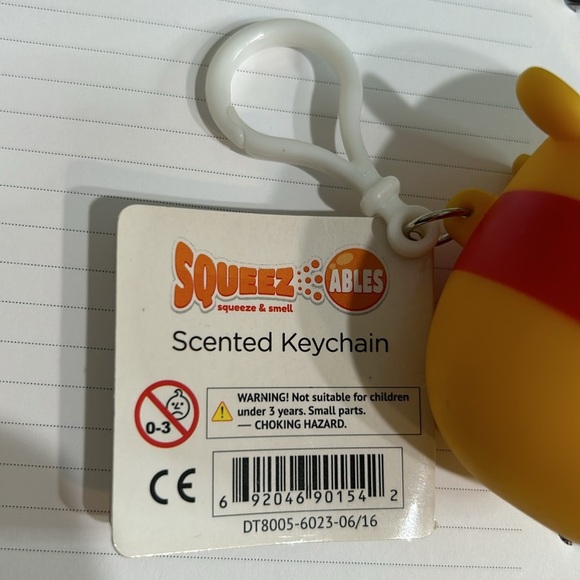 SQUEEZ ABLES
squeeze & smell
Scented Keychain
0-3
WARNING! Not suitable for children
under 3 years. Small parts.
— CHOKING HAZARD.
CE
6 92046 90154 2
DT8005-6023-06/16